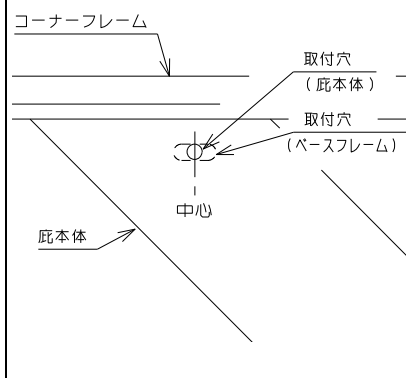 コーナーフレーム
取付穴
(庇本体)
取付穴
(ベースフレーム)
中心
庇本体